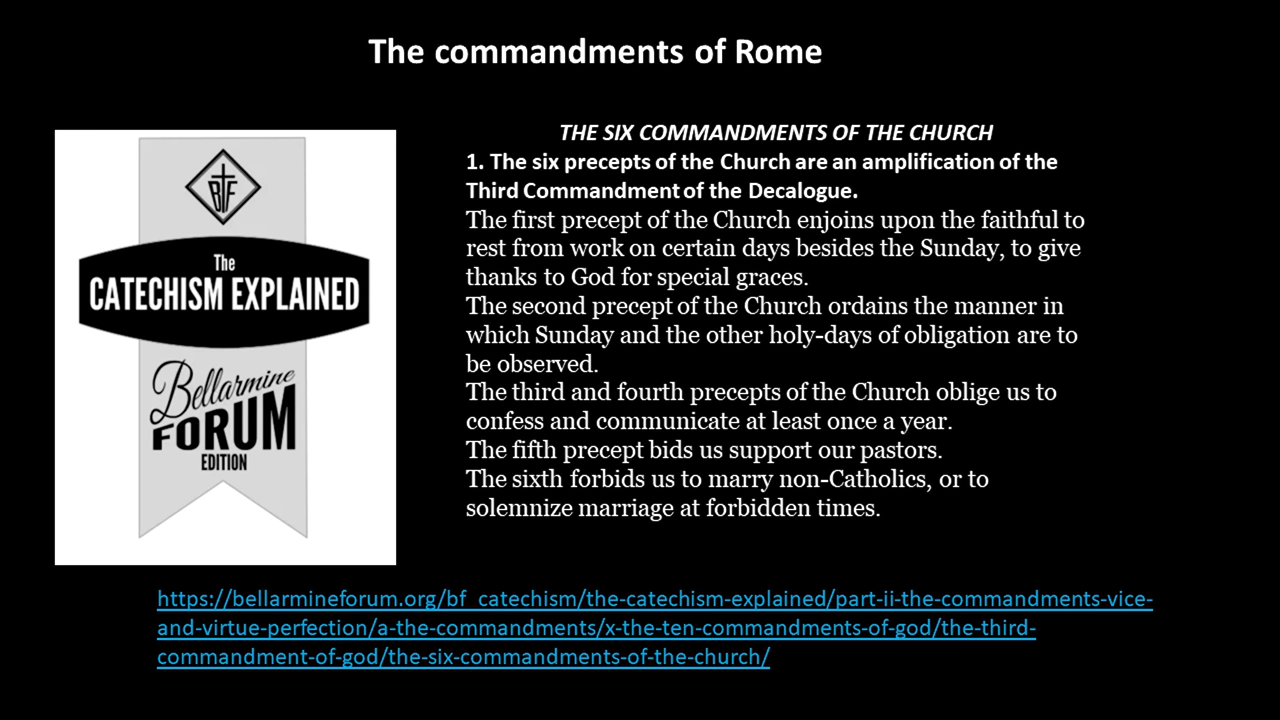 The commandments of Rome
BTF
The
CATECHISM EXPLAINED
Bellarmine
FORUM
EDITION
THE SIX COMMANDMENTS OF THE CHURCH
1. The six precepts of the Church are an amplification of the
Third Commandment of the Decalogue.
The first precept of the Church enjoins upon the faithful to
rest from work on certain days besides the Sunday, to give
thanks to God for special graces.
The second precept of the Church ordains the manner in
which Sunday and the other holy-days of obligation are to
be observed.
The third and fourth precepts of the Church oblige us to
confess and communicate at least once a year.
The fifth precept bids us support our pastors.
The sixth forbids us to marry non-Catholics, or to
solemnize marriage at forbidden times.
https://bellarmineforum.org/bf_catechism/the-catechism-explained/part-ii-the-commandments-vice-
and-virtue-perfection/a-the-commandments/x-the-ten-commandments-of-god/the-third-
commandment-of-god/the-six-commandments-of-the-church/